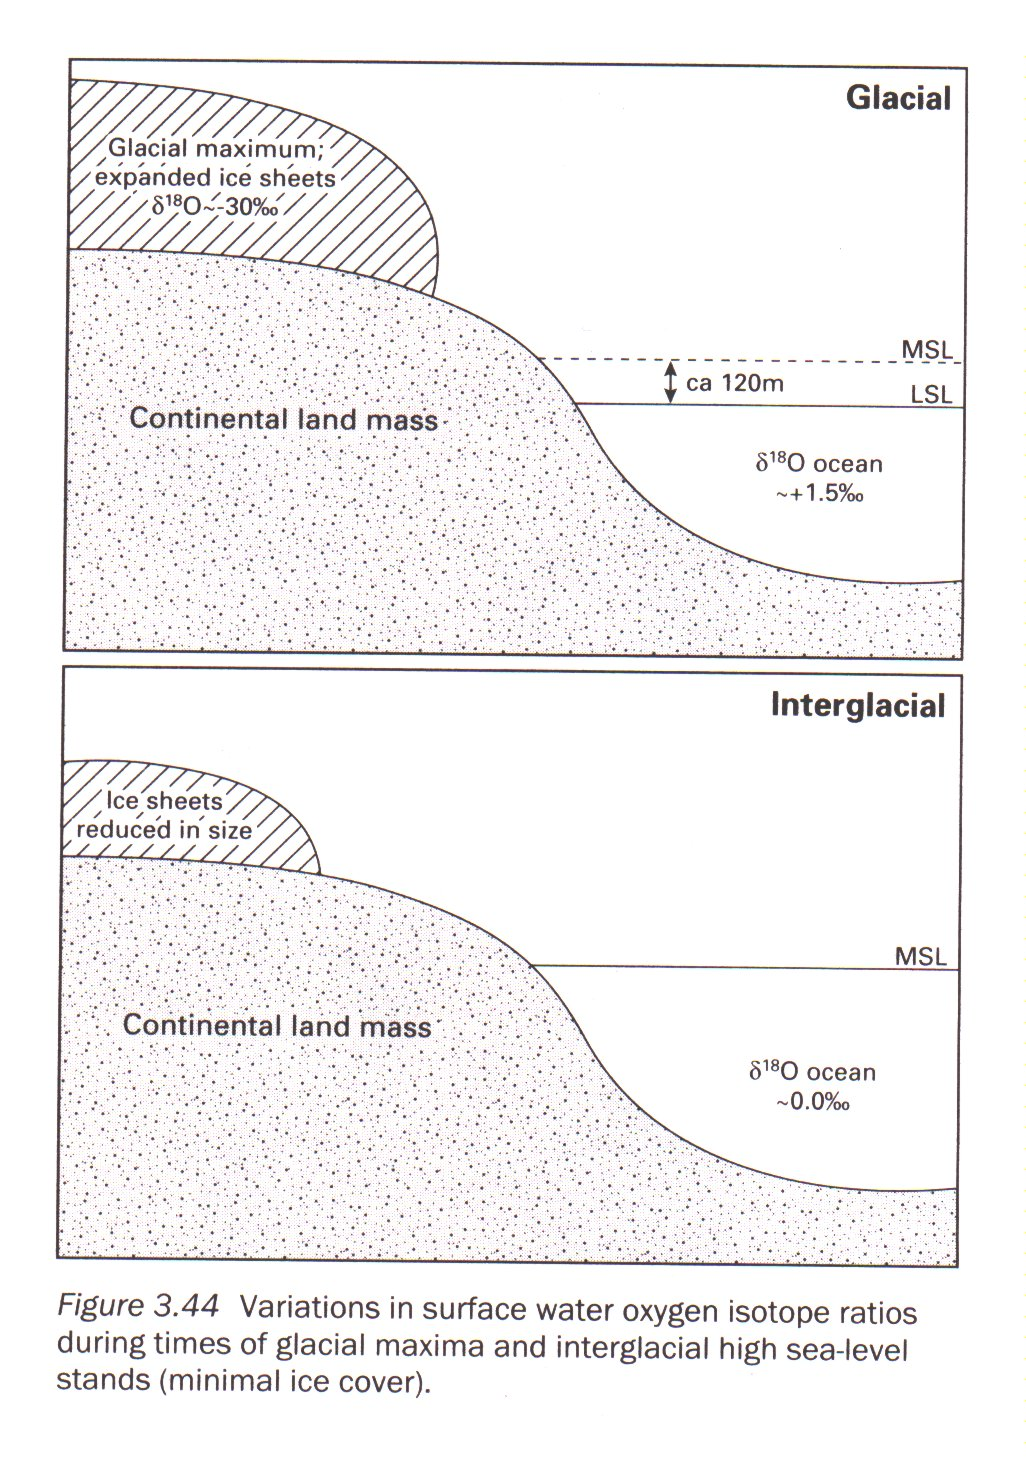 Glacial
Glacial maximum;
expanded ice sheets
δ¹⁸O~-30‰
MSL
ca 120m
LSL
Continental land mass
δ¹⁸O ocean
~+1.5‰
Interglacial
Ice sheets
reduced in size
MSL
Continental land mass
δ¹⁸O ocean
~0.0‰
Figure 3.44 Variations in surface water oxygen isotope ratios
during times of glacial maxima and interglacial high sea-level
stands (minimal ice cover).